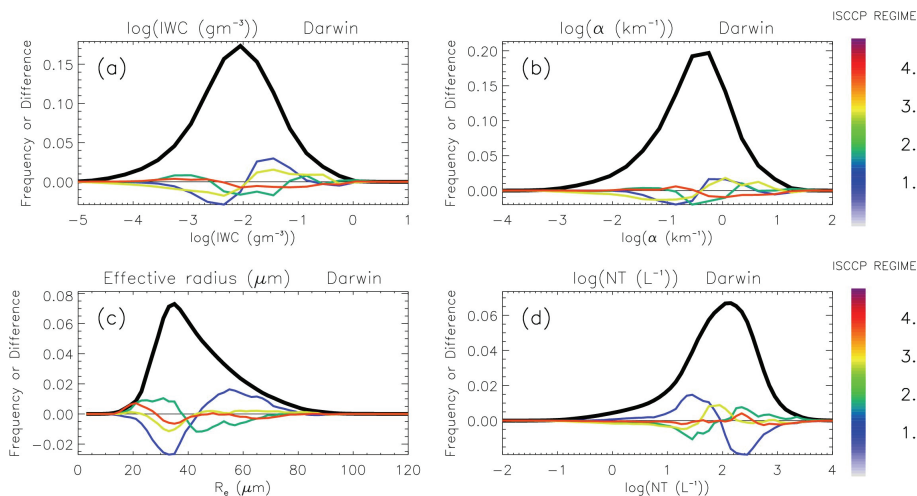 log(IWC (gm⁻³)) Darwin
(a)
Frequency or Difference
0.15
0.10
0.05
0.00
-5 -4 -3 -2 -1 0 1
log(IWC (gm⁻³))
log(α (km⁻¹)) Darwin
(b)
Frequency or Difference
0.20
0.15
0.10
0.05
0.00
-4 -3 -2 -1 0 1 2
log(α (km⁻¹))
ISCCP REGIME
4.
3.
2.
1.
Effective radius (μm) Darwin
(c)
Frequency or Difference
0.08
0.06
0.04
0.02
0.00
-0.02
0 20 40 60 80 100 120
Rₑ (μm)
log(NT (L⁻¹)) Darwin
(d)
Frequency or Difference
0.06
0.04
0.02
0.00
-2 -1 0 1 2 3 4
log(NT (L⁻¹))
ISCCP REGIME
4.
3.
2.
1.